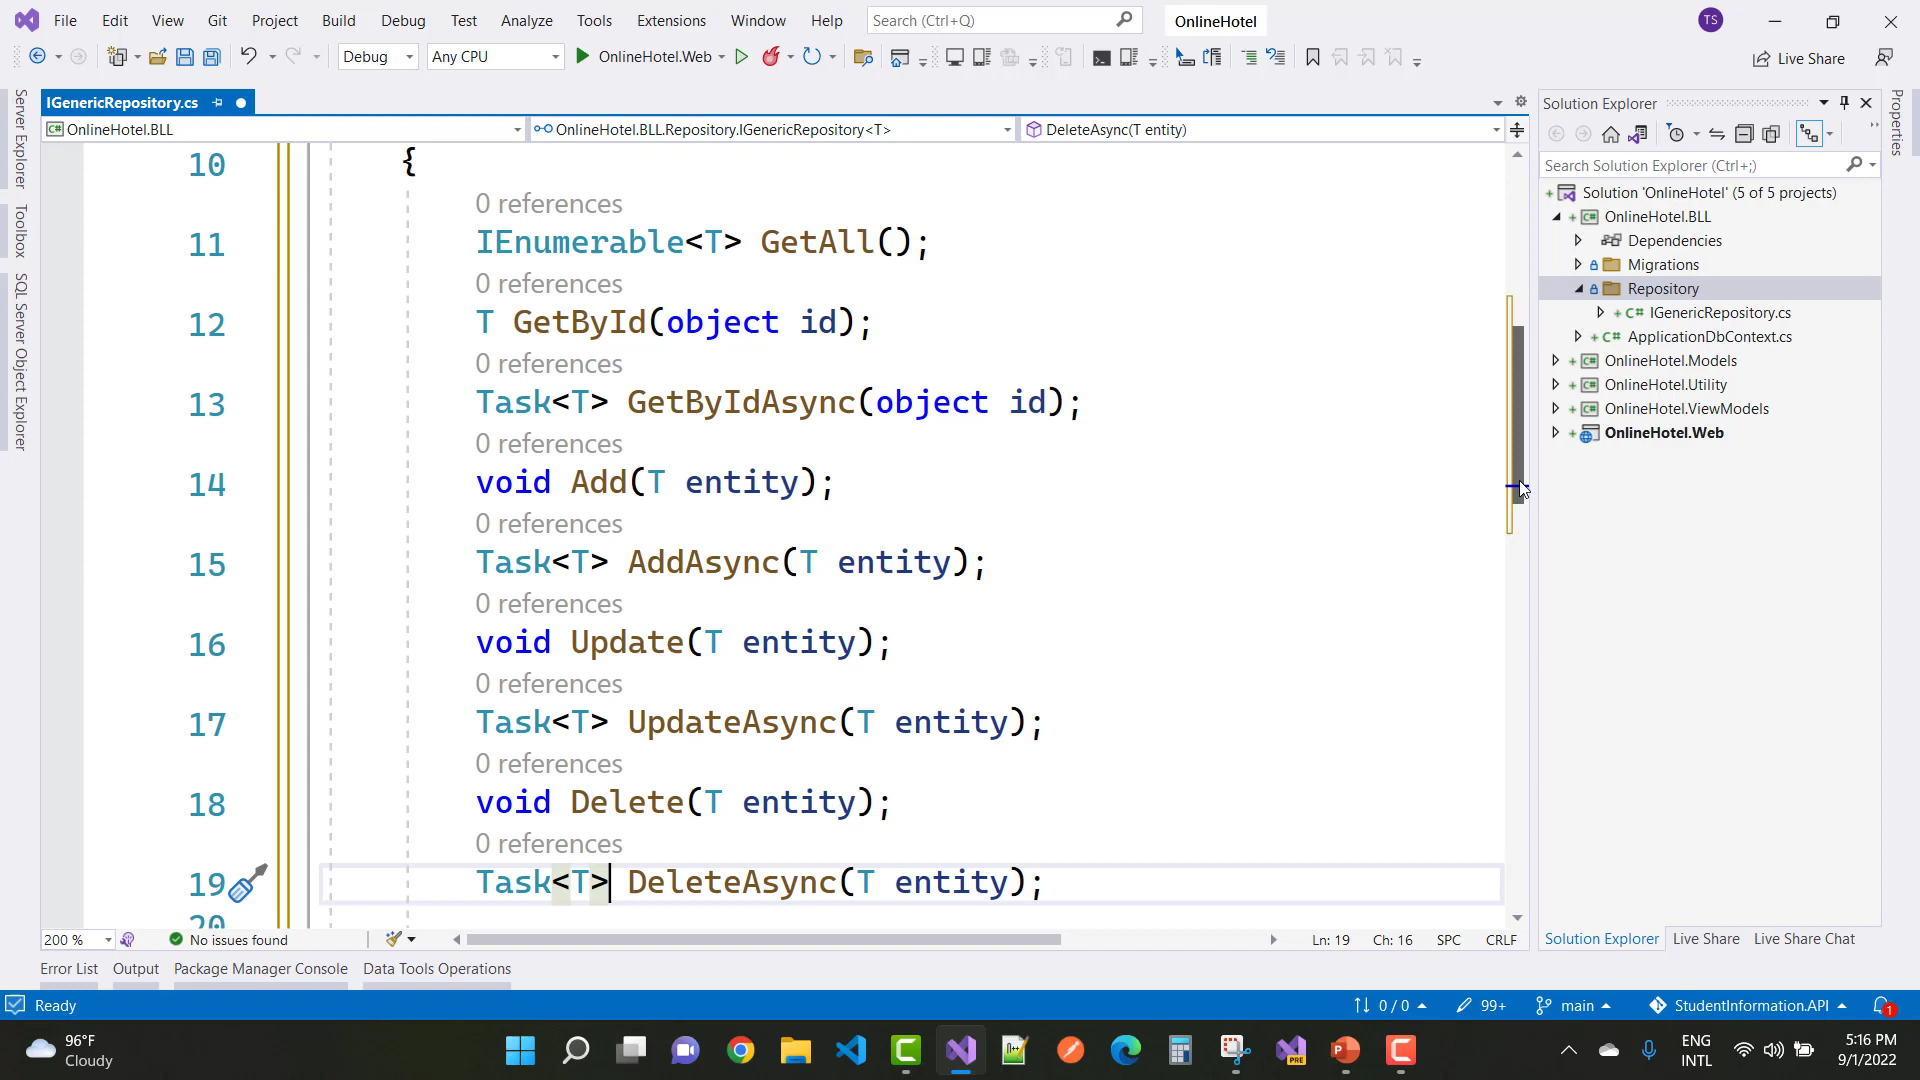 File Edit View Git Project Build Debug Test Analyze Tools Extensions Window Help Search (Ctrl+Q) OnlineHotel TS
Debug Any CPU OnlineHotel.Web Live Share
IGenericRepository.cs
OnlineHotel.BLL OnlineHotel.BLL.Repository.IGenericRepository<T> DeleteAsync(T entity)
Server Explorer
Toolbox
SQL Server Object Explorer
10 {
0 references
11 IEnumerable<T> GetAll();
0 references
12 T GetById(object id);
0 references
13 Task<T> GetByIdAsync(object id);
0 references
14 void Add(T entity);
0 references
15 Task<T> AddAsync(T entity);
0 references
16 void Update(T entity);
0 references
17 Task<T> UpdateAsync(T entity);
0 references
18 void Delete(T entity);
0 references
19 Task<T> DeleteAsync(T entity);
20
200 % No issues found Ln: 19 Ch: 16 SPC CRLF
Solution Explorer
Search Solution Explorer (Ctrl+;)
Solution 'OnlineHotel' (5 of 5 projects)
OnlineHotel.BLL
Dependencies
Migrations
Repository
IGenericRepository.cs
ApplicationDbContext.cs
OnlineHotel.Models
OnlineHotel.Utility
OnlineHotel.ViewModels
OnlineHotel.Web
Solution Explorer Live Share Live Share Chat
Properties
Error List Output Package Manager Console Data Tools Operations
Ready 0 / 0 99+ main StudentInformation.API 1
96°F
Cloudy
PRE
ENG
INTL
5:16 PM
9/1/2022